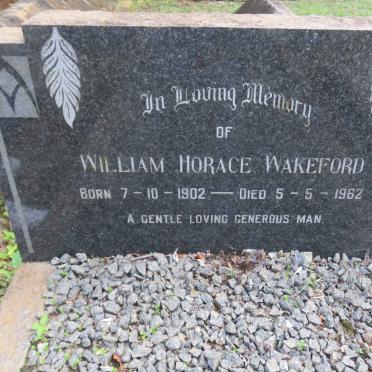 In Loving Memory
OF
WILLIAM HORACE WAKEFORD
BORN 7-10-1902 — DIED 5-5-1962
A GENTLE LOVING GENEROUS MAN